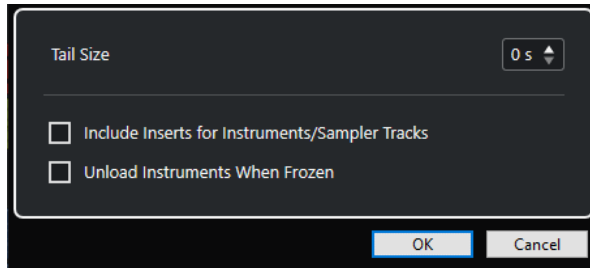 Tail Size
0 s
Include Inserts for Instruments/Sampler Tracks
Unload Instruments When Frozen
OK
Cancel